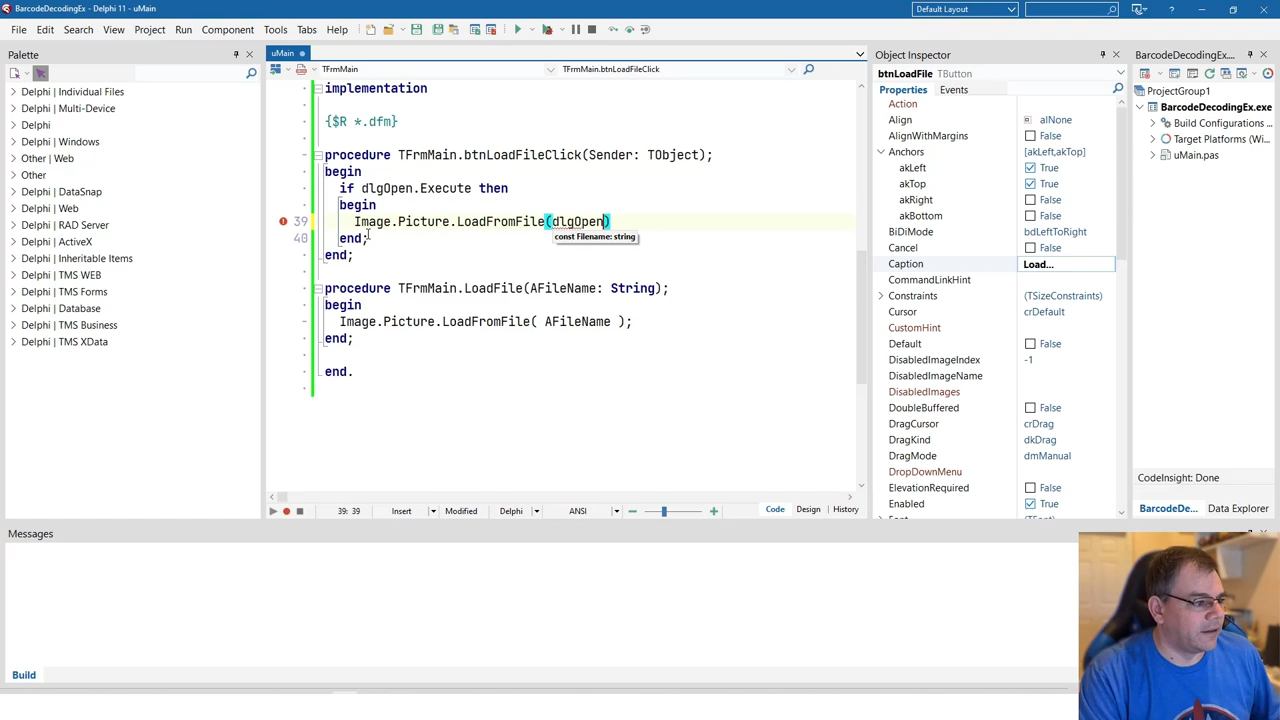 BarcodeDecodingEx - Delphi 11 - uMain
Default Layout
File Edit Search View Project Run Component Tools Tabs Help
Palette
Delphi | Individual Files
Delphi | Multi-Device
Delphi
Delphi | Windows
Other | Web
Other
Delphi | DataSnap
Delphi | Web
Delphi | RAD Server
Delphi | ActiveX
Delphi | Inheritable Items
Delphi | TMS WEB
Delphi | TMS Forms
Delphi | Database
Delphi | TMS Business
Delphi | TMS XData
uMain
TFrmMain
TFrmMain.btnLoadFileClick
implementation
{$R *.dfm}
procedure TFrmMain.btnLoadFileClick(Sender: TObject);
begin
if dlgOpen.Execute then
begin
39 Image.Picture.LoadFromFile(dlgOpen)
const Filename: string
40 end;
end;
procedure TFrmMain.LoadFile(AFileName: String);
begin
Image.Picture.LoadFromFile( AFileName );
end;
end.
39: 39 Insert Modified Delphi ANSI Code Design History
Object Inspector
btnLoadFile TButton
Properties Events
Action
Align alNone
AlignWithMargins False
Anchors [akLeft,akTop]
akLeft True
akTop True
akRight False
akBottom False
BiDiMode bdLeftToRight
Cancel False
Caption Load...
CommandLinkHint
Constraints (TSizeConstraints)
Cursor crDefault
CustomHint
Default False
DisabledImageIndex -1
DisabledImageName
DisabledImages
DoubleBuffered False
DragCursor crDrag
DragKind dkDrag
DragMode dmManual
DropDownMenu
ElevationRequired False
Enabled True
BarcodeDecodingEx...
ProjectGroup1
BarcodeDecodingEx.exe
Build Configurations ...
Target Platforms (Wi...
uMain.pas
CodeInsight: Done
BarcodeDe... Data Explorer
Messages
Build